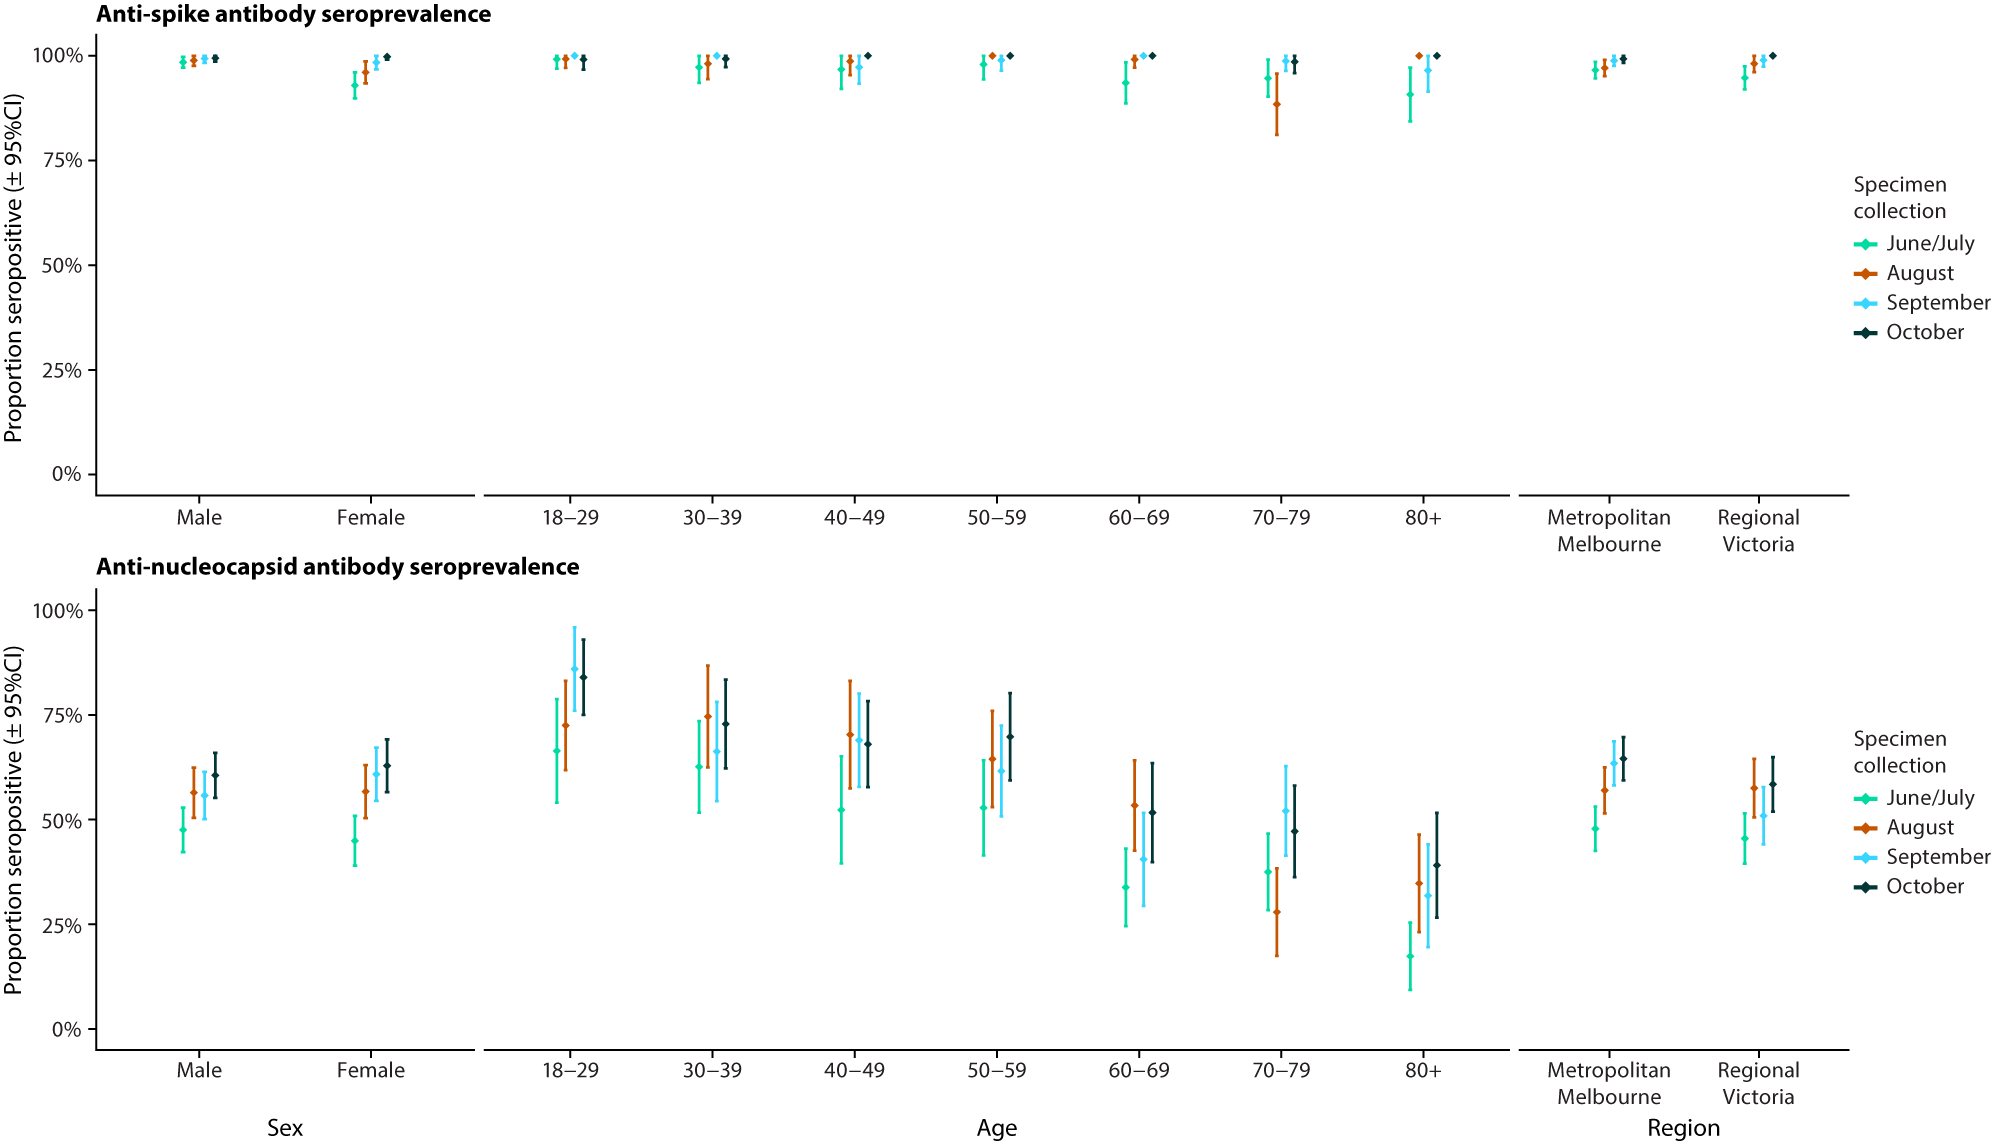 Anti-spike antibody seroprevalence
Proportion seropositive (± 95%CI)
100%
75%
50%
25%
0%
Male
Female
18–29
30–39
40–49
50–59
60–69
70–79
80+
Metropolitan
Melbourne
Regional
Victoria
Specimen
collection
June/July
August
September
October
Anti-nucleocapsid antibody seroprevalence
Proportion seropositive (± 95%CI)
100%
75%
50%
25%
0%
Male
Female
18–29
30–39
40–49
50–59
60–69
70–79
80+
Metropolitan
Melbourne
Regional
Victoria
Sex
Age
Region
Specimen
collection
June/July
August
September
October